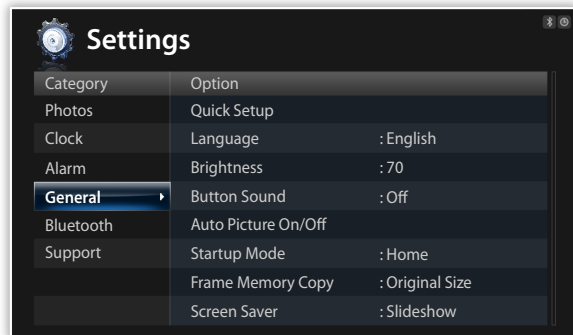 Settings
Category Option
Photos Quick Setup
Clock Language : English
Alarm Brightness : 70
General Button Sound : Off
Bluetooth Auto Picture On/Off
Support Startup Mode : Home
Frame Memory Copy : Original Size
Screen Saver : Slideshow